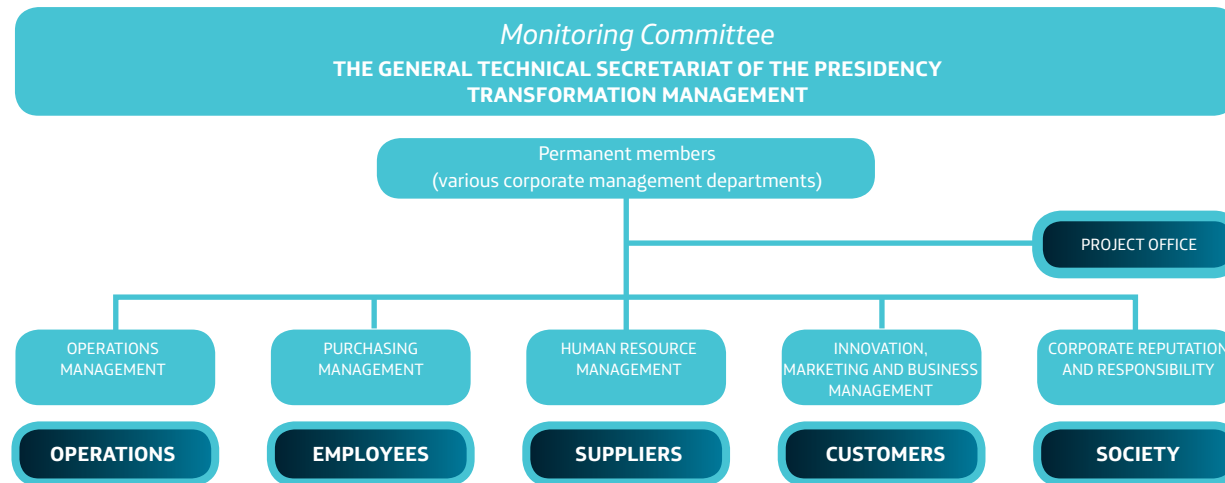 Monitoring Committee
THE GENERAL TECHNICAL SECRETARIAT OF THE PRESIDENCY
TRANSFORMATION MANAGEMENT
Permanent members
(various corporate management departments)
PROJECT OFFICE
OPERATIONS
MANAGEMENT
PURCHASING
MANAGEMENT
HUMAN RESOURCE
MANAGEMENT
INNOVATION,
MARKETING AND BUSINESS
MANAGEMENT
CORPORATE REPUTATION
AND RESPONSIBILITY
OPERATIONS
EMPLOYEES
SUPPLIERS
CUSTOMERS
SOCIETY